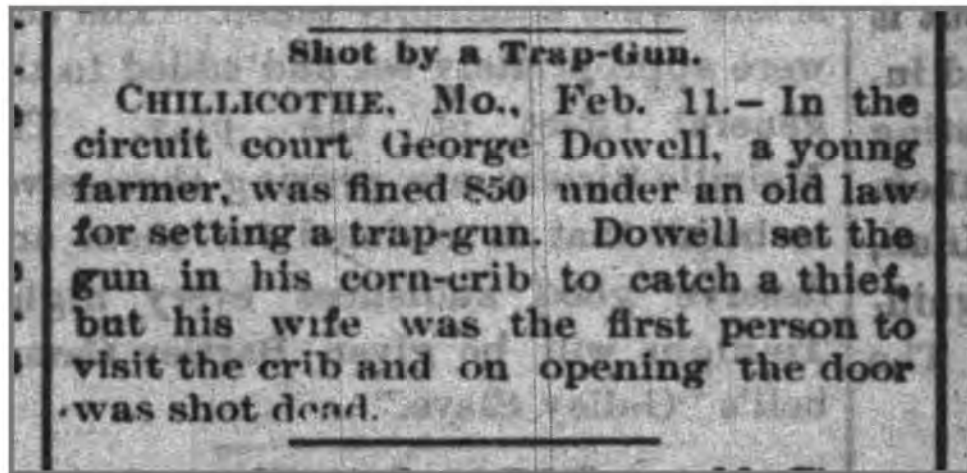 Shot by a Trap-Gun.
CHILLICOTHE, Mo., Feb. 11.— In the
circuit court George Dowell, a young
farmer, was fined $50 under an old law
for setting a trap-gun. Dowell set the
gun in his corn-crib to catch a thief,
but his wife was the first person to
visit the crib and on opening the door
was shot dead.